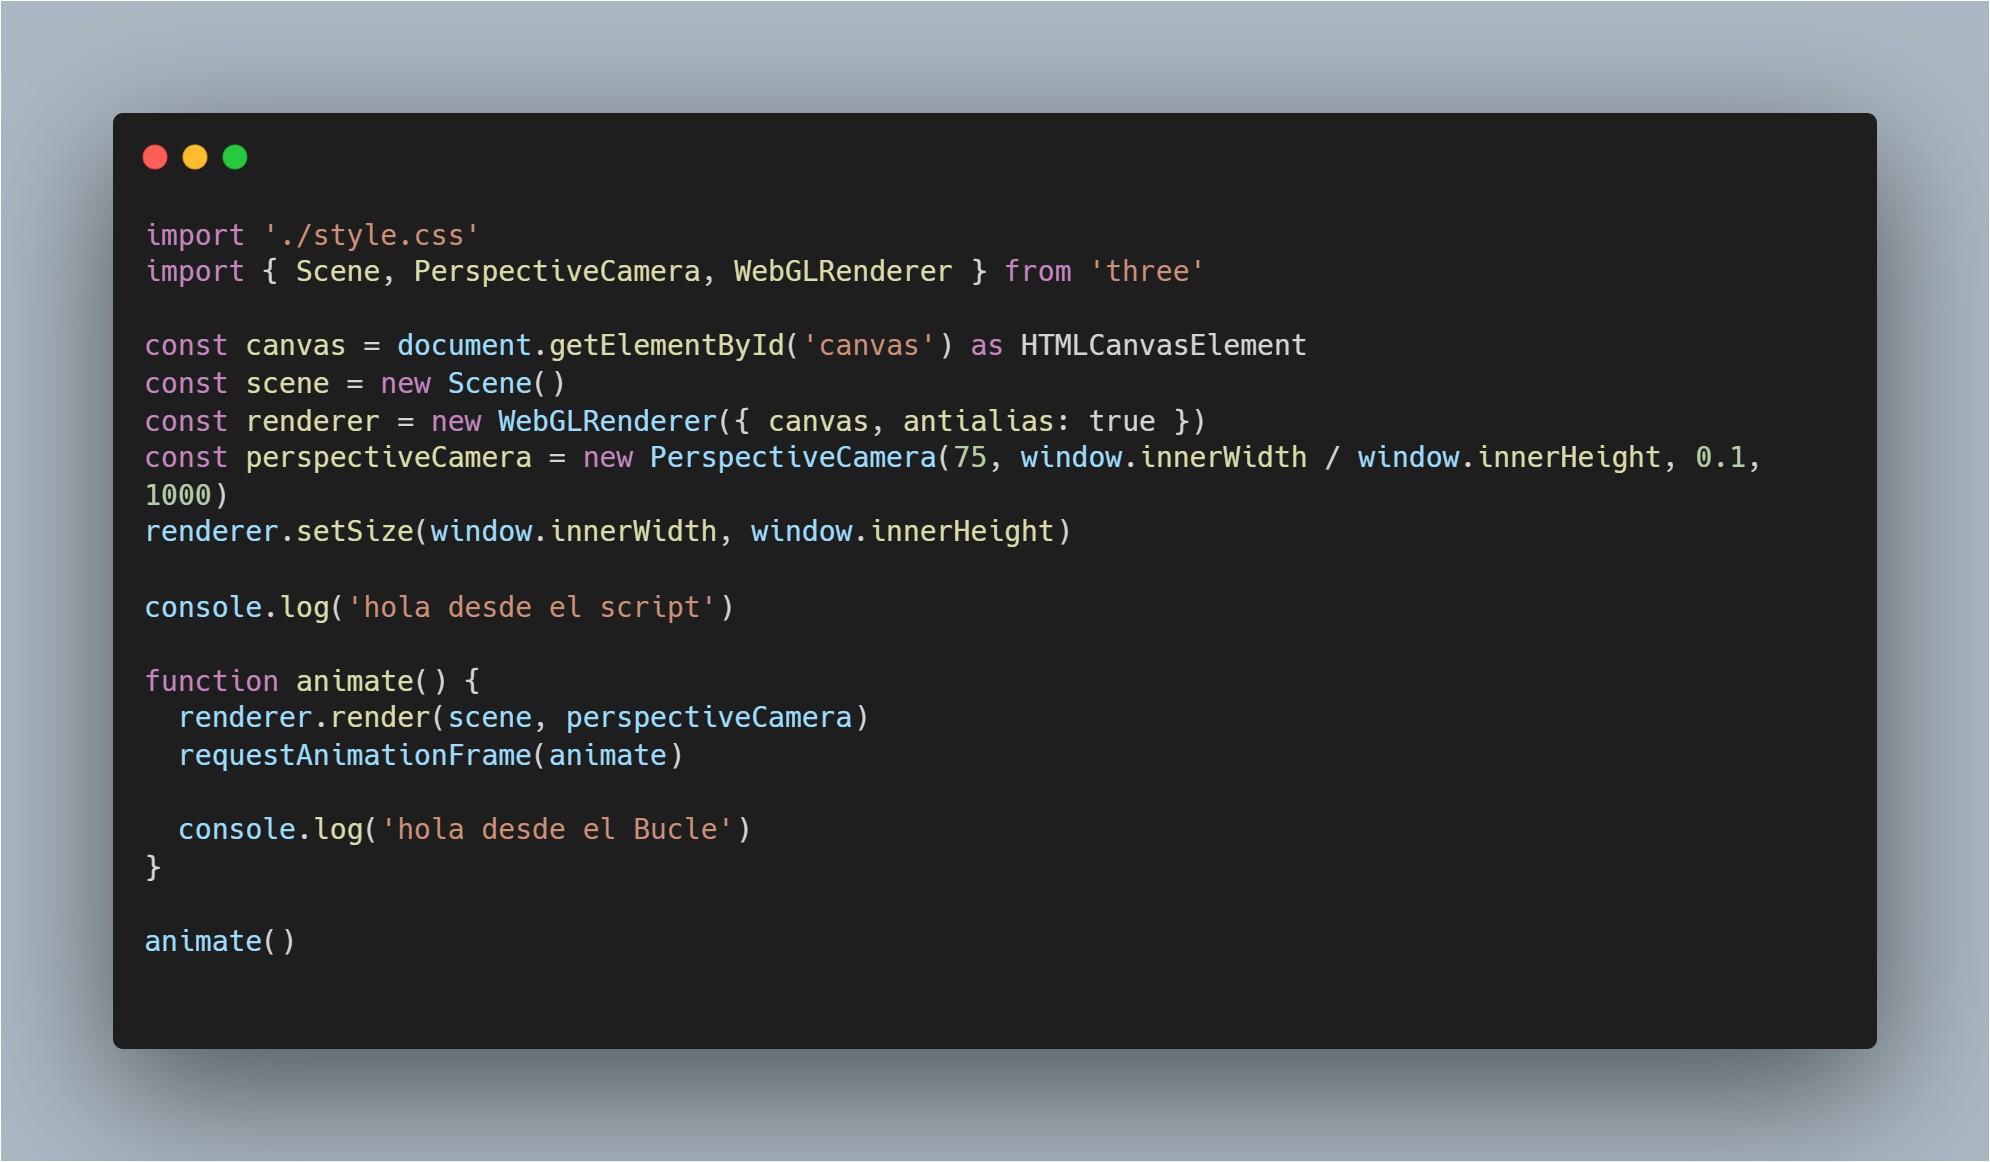 import './style.css'
import { Scene, PerspectiveCamera, WebGLRenderer } from 'three'

const canvas = document.getElementById('canvas') as HTMLCanvasElement
const scene = new Scene()
const renderer = new WebGLRenderer({ canvas, antialias: true })
const perspectiveCamera = new PerspectiveCamera(75, window.innerWidth / window.innerHeight, 0.1,
1000)
renderer.setSize(window.innerWidth, window.innerHeight)

console.log('hola desde el script')

function animate() {
  renderer.render(scene, perspectiveCamera)
  requestAnimationFrame(animate)

  console.log('hola desde el Bucle')
}

animate()